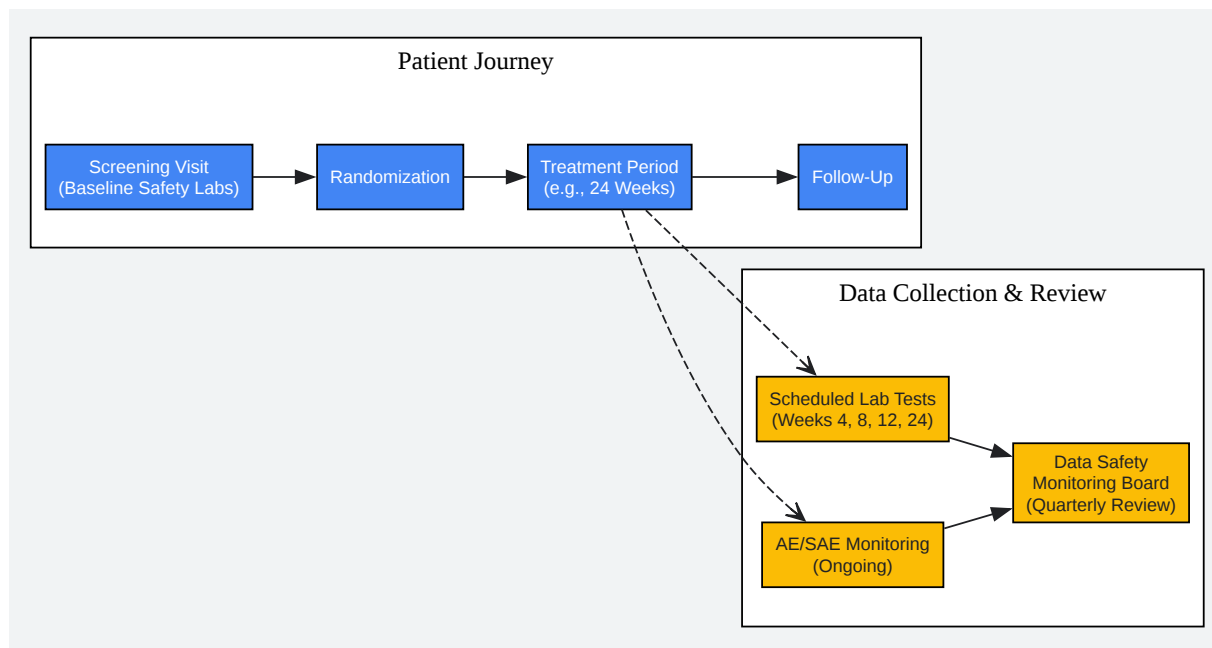 Patient Journey
Screening Visit
(Baseline Safety Labs)
Randomization
Treatment Period
(e.g., 24 Weeks)
Follow-Up
Data Collection & Review
Scheduled Lab Tests
(Weeks 4, 8, 12, 24)
Data Safety
Monitoring Board
(Quarterly Review)
AE/SAE Monitoring
(Ongoing)